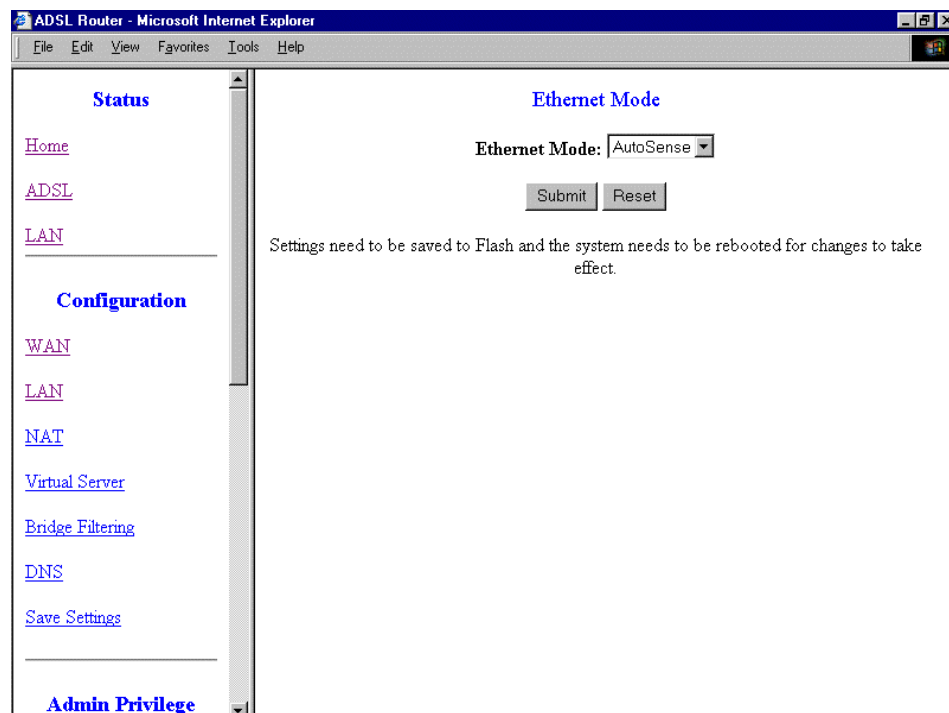 ADSL Router - Microsoft Internet Explorer
File Edit View Favorites Tools Help
Status
Home
ADSL
LAN
Configuration
WAN
LAN
NAT
Virtual Server
Bridge Filtering
DNS
Save Settings
Admin Privilege
Ethernet Mode
Ethernet Mode: AutoSense
Submit Reset
Settings need to be saved to Flash and the system needs to be rebooted for changes to take
effect.